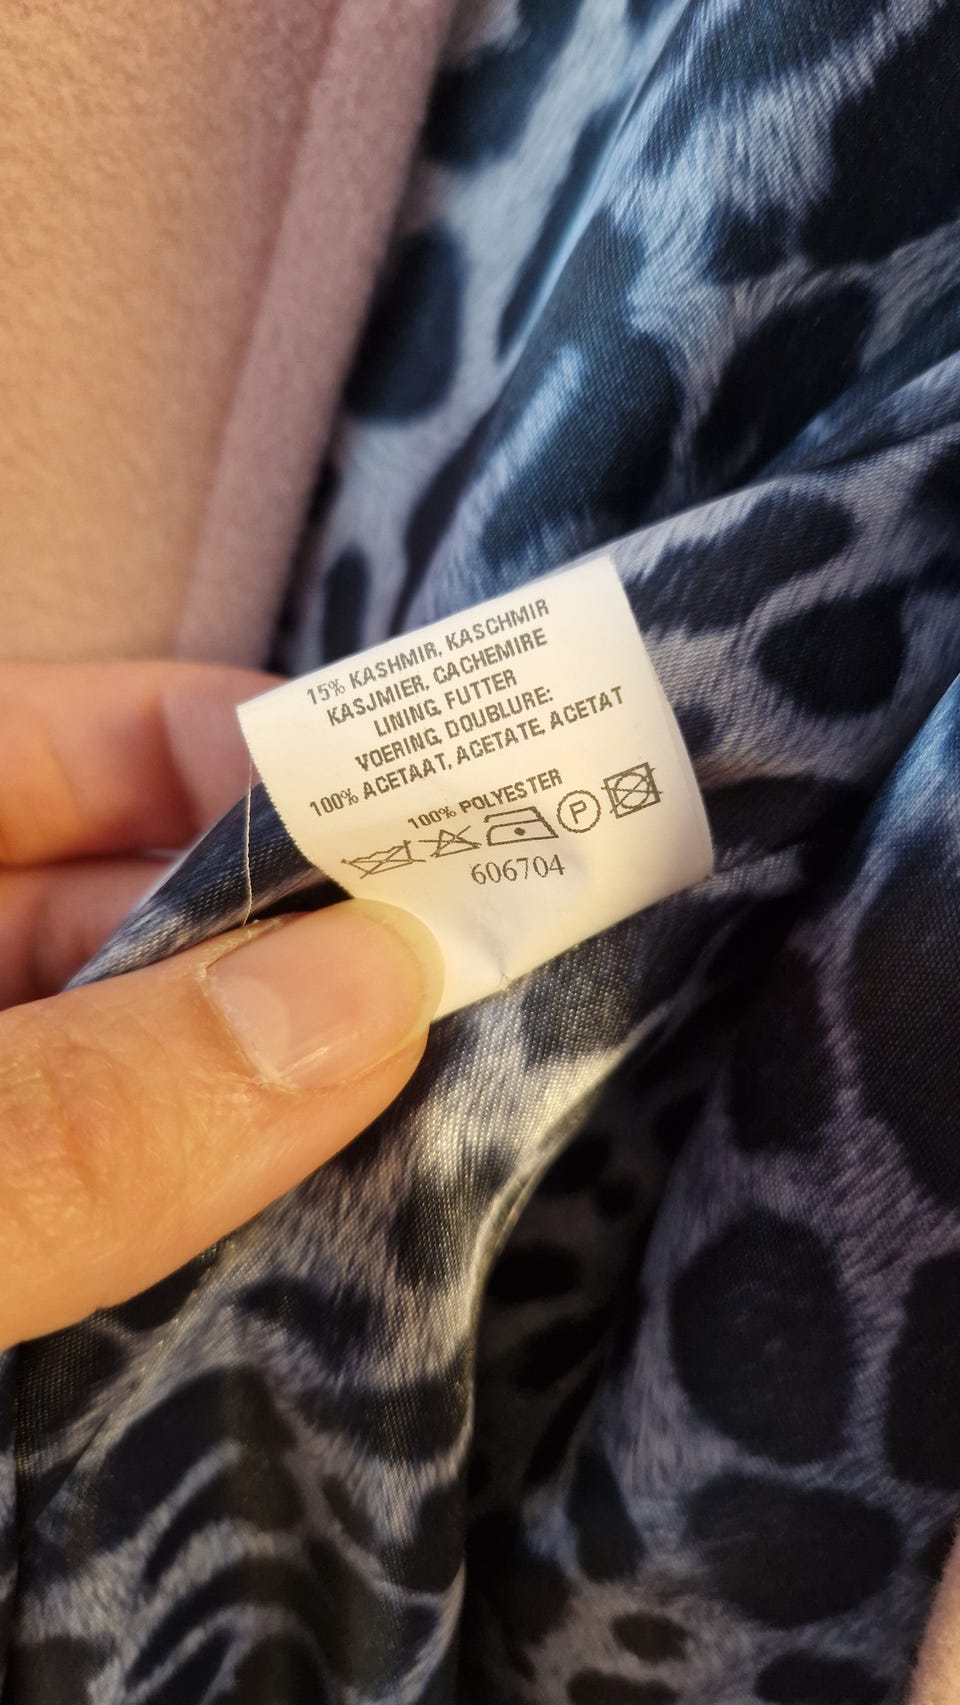 15% KASHMIR, KASCHMIR
KASJMIER, CACHEMIRE
LINING, FUTTER
VOERING, DOUBLURE:
100% ACETAAT, ACETATE, ACETAT
100% POLYESTER
P
606704